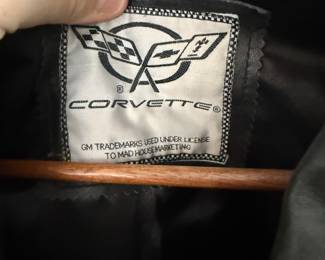 ®
CORVETTE®
GM TRADEMARKS USED UNDER LICENSE
TO MAD HOUSE MARKETING